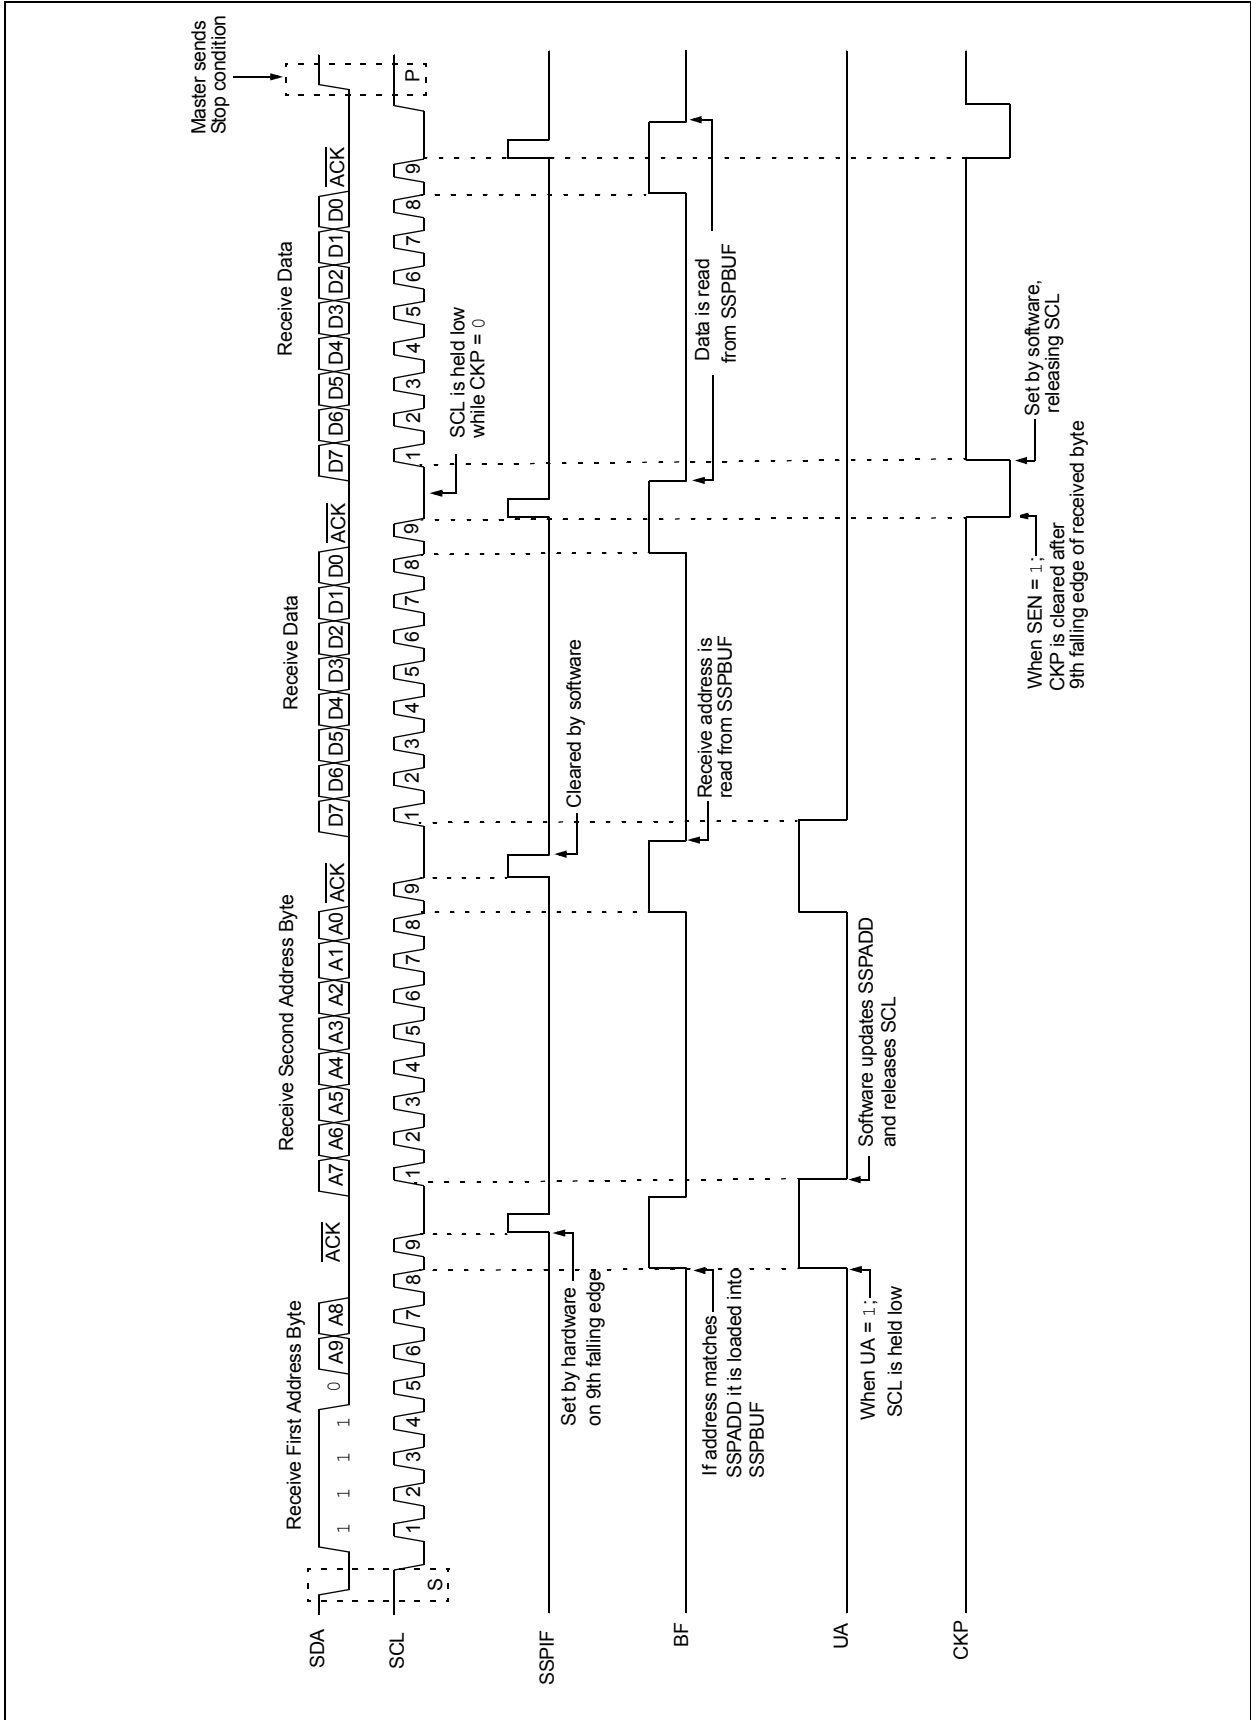 Master sends
Stop condition
Receive First Address Byte
Receive Second Address Byte
Receive Data
Receive Data
SDA
1 1 1 1 0 A9 A8 ACK
A7 A6 A5 A4 A3 A2 A1 A0 ACK
D7 D6 D5 D4 D3 D2 D1 D0 ACK
D7 D6 D5 D4 D3 D2 D1 D0 ACK
SCL
S
1 2 3 4 5 6 7 8 9
1 2 3 4 5 6 7 8 9
1 2 3 4 5 6 7 8 9
1 2 3 4 5 6 7 8 9
P
SCL is held low
while CKP = 0
SSPIF
Set by hardware
on 9th falling edge
Cleared by software
BF
If address matches
SSPADD it is loaded into
SSPBUF
Receive address is
read from SSPBUF
Data is read
from SSPBUF
UA
When UA = 1;
SCL is held low
Software updates SSPADD
and releases SCL
CKP
When SEN = 1;
CKP is cleared after
9th falling edge of received byte
Set by software,
releasing SCL